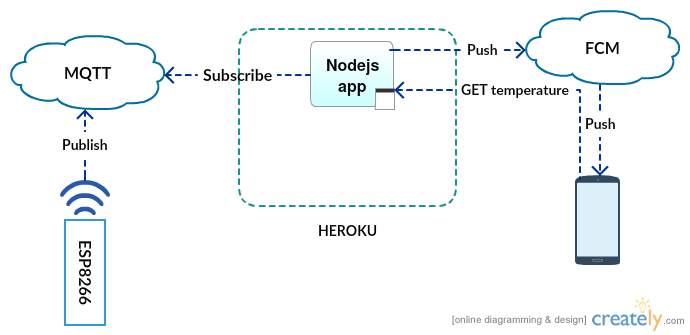 MQTT
Subscribe
Nodejs
app
Push
FCM
GET temperature
Publish
Push
ESP8266
HEROKU
[online diagramming & design] creately.com